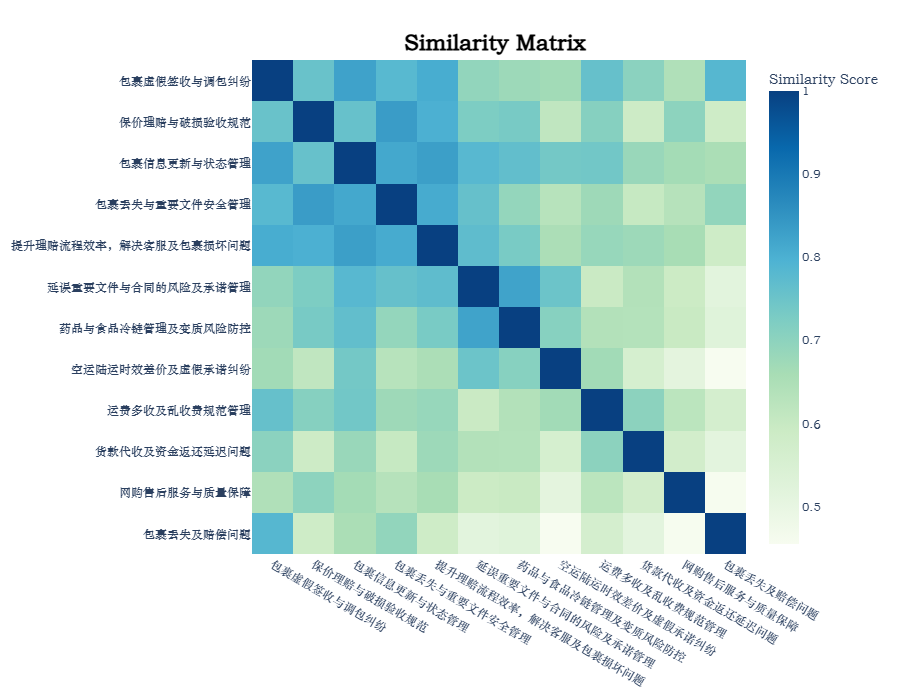 Similarity Matrix
Similarity Score
包裹虚假签收与调包纠纷
保价理赔与破损验收规范
包裹信息更新与状态管理
包裹丢失与重要文件安全管理
提升理赔流程效率，解决客服及包裹损坏问题
延误重要文件与合同的风险及承诺管理
药品与食品冷链管理及变质风险防控
空运陆运时效差价及虚假承诺纠纷
运费多收及乱收费规范管理
货款代收及资金返还延迟问题
网购售后服务与质量保障
包裹丢失及赔偿问题
1
0.9
0.8
0.7
0.6
0.5
包裹虚假签收与调包纠纷
保价理赔与破损验收规范
包裹信息更新与状态管理
包裹丢失与重要文件安全管理
提升理赔流程效率，解决客服及包裹损坏问题
延误重要文件与合同的风险及承诺管理
药品与食品冷链管理及变质风险防控
空运陆运时效差价及虚假承诺纠纷
运费多收及乱收费规范管理
货款代收及资金返还延迟问题
网购售后服务与质量保障
包裹丢失及赔偿问题